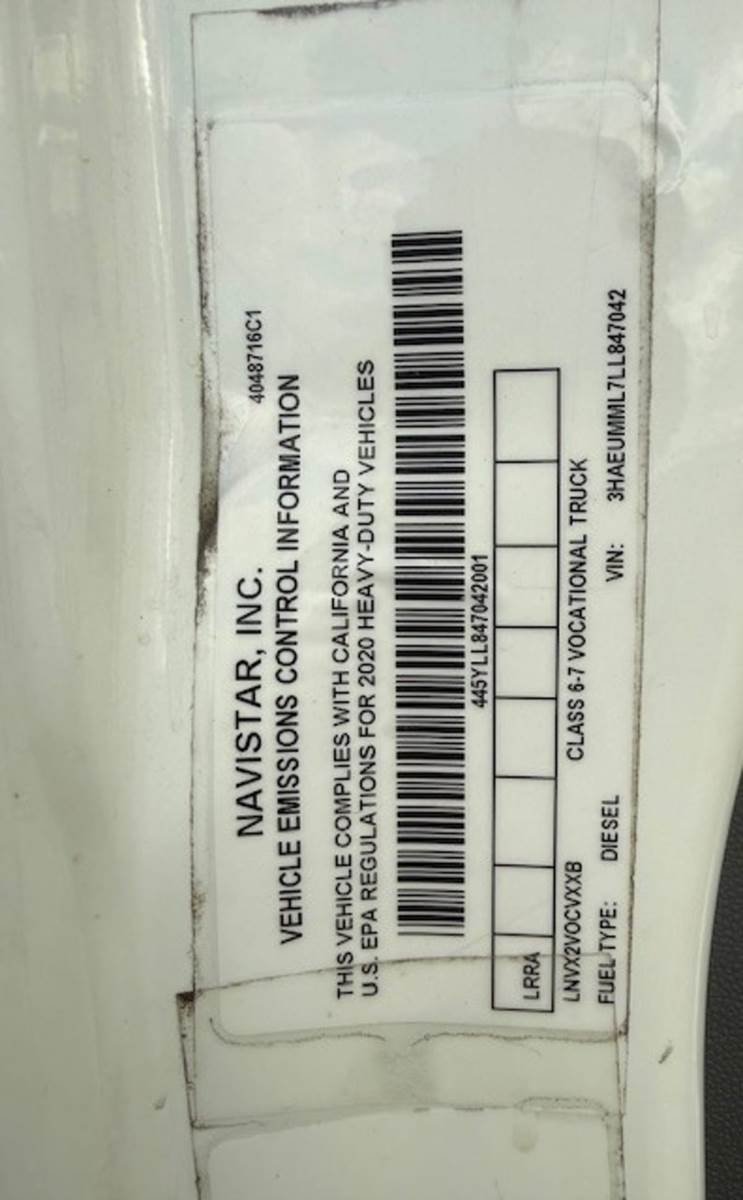 4048716C1
NAVISTAR, INC.
VEHICLE EMISSIONS CONTROL INFORMATION
THIS VEHICLE COMPLIES WITH CALIFORNIA AND
U.S. EPA REGULATIONS FOR 2020 HEAVY-DUTY VEHICLES
445YLL847042001
LRRA
LNVX2VOCVXXB CLASS 6-7 VOCATIONAL TRUCK
FUEL TYPE: DIESEL VIN: 3HAEUMML7LL847042